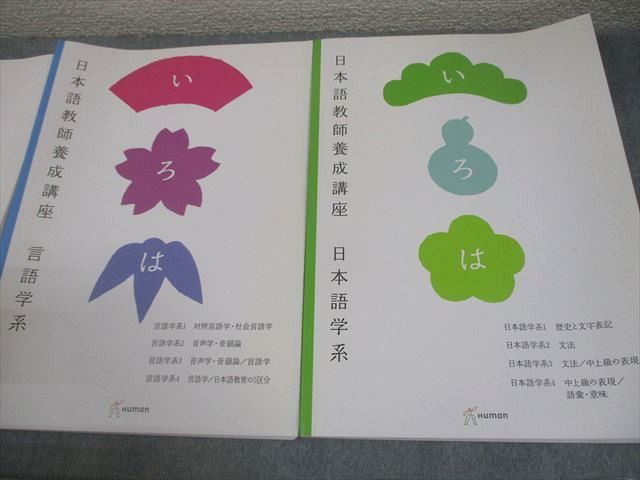 日本語教師養成講座 言語学系
い
ろ
は
言語学系1 対照言語学・社会言語学
言語学系2 音声学・音韻論
言語学系3 音声学・音韻論/言語学
言語学系4 言語学/日本語教育の5区分
Human
日本語教師養成講座 日本語学系
い
ろ
は
日本語学系1 歴史と文字表記
日本語学系2 文法
日本語学系3 文法/中上級の表現
日本語学系4 中上級の表現/
語彙・意味
Human